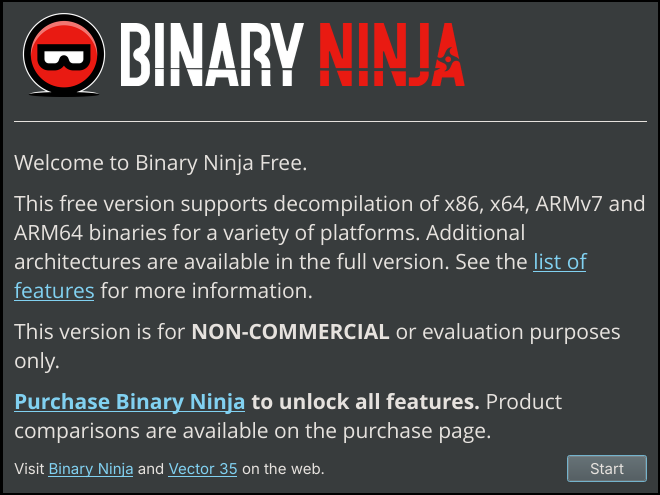 BINARY NINJA
Welcome to Binary Ninja Free.
This free version supports decompilation of x86, x64, ARMv7 and
ARM64 binaries for a variety of platforms. Additional
architectures are available in the full version. See the list of
features for more information.
This version is for NON-COMMERCIAL or evaluation purposes
only.
Purchase Binary Ninja to unlock all features. Product
comparisons are available on the purchase page.
Visit Binary Ninja and Vector 35 on the web.
Start